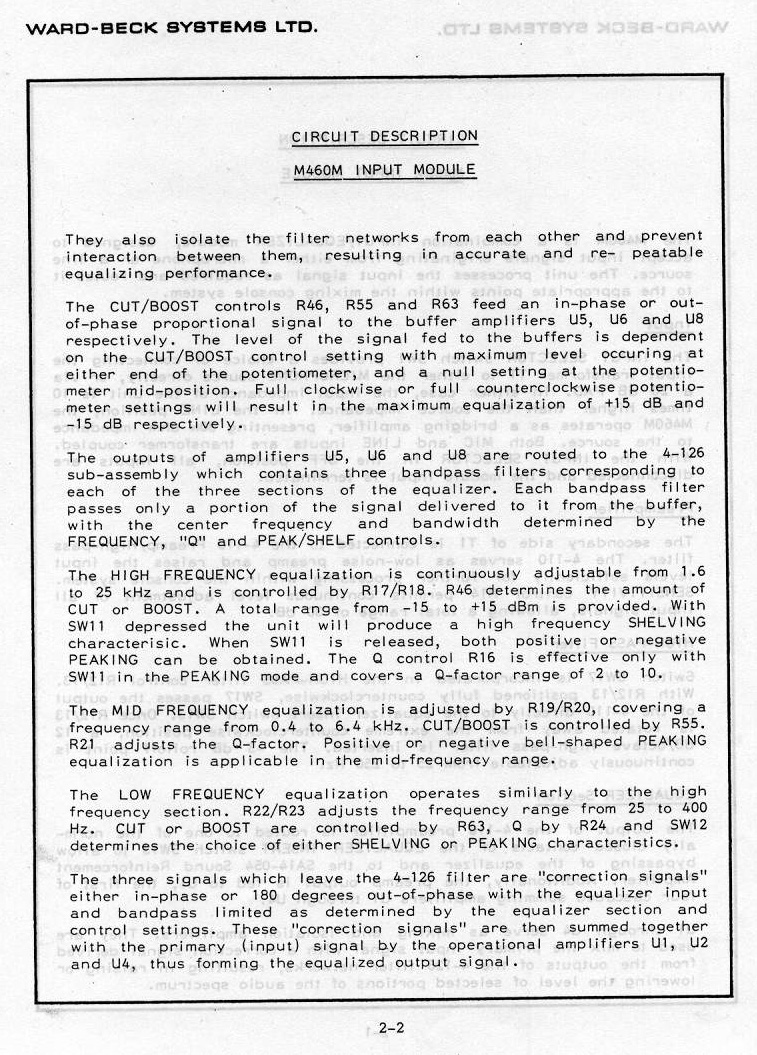 WARD-BECK SYSTEMS LTD.
CIRCUIT DESCRIPTION
M460M INPUT MODULE
They also isolate the filter networks from each other and prevent
interaction between them, resulting in accurate and re- peatable
equalizing performance.
The CUT/BOOST controls R46, R55 and R63 feed an in-phase or out-
of-phase proportional signal to the buffer amplifiers U5, U6 and U8
respectively. The level of the signal fed to the buffers is dependent
on the CUT/BOOST control setting with maximum level occuring at
either end of the potentiometer, and a null setting at the potentio-
meter mid-position. Full clockwise or full counterclockwise potentio-
meter settings will result in the maximum equalization of +15 dB and
-15 dB respectively.
The outputs of amplifiers U5, U6 and U8 are routed to the 4-126
sub-assembly which contains three bandpass filters corresponding to
each of the three sections of the equalizer. Each bandpass filter
passes only a portion of the signal delivered to it from the buffer,
with the center frequency and bandwidth determined by the
FREQUENCY, "Q" and PEAK/SHELF controls.
The HIGH FREQUENCY equalization is continuously adjustable from 1.6
to 25 kHz and is controlled by R17/R18. R46 determines the amount of
CUT or BOOST. A total range from -15 to +15 dBm is provided. With
SW11 depressed the unit will produce a high frequency SHELVING
characterisic. When SW11 is released, both positive or negative
PEAKING can be obtained. The Q control R16 is effective only with
SW11 in the PEAKING mode and covers a Q-factor range of 2 to 10.
The MID FREQUENCY equalization is adjusted by R19/R20, covering a
frequency range from 0.4 to 6.4 kHz. CUT/BOOST is controlled by R55.
R21 adjusts the Q-factor. Positive or negative bell-shaped PEAKING
equalization is applicable in the mid-frequency range.
The LOW FREQUENCY equalization operates similarly to the high
frequency section. R22/R23 adjusts the frequency range from 25 to 400
Hz. CUT or BOOST are controlled by R63, Q by R24 and SW12
determines the choice of either SHELVING or PEAKING characteristics.
The three signals which leave the 4-126 filter are "correction signals"
either in-phase or 180 degrees out-of-phase with the equalizer input
and bandpass limited as determined by the equalizer section and
control settings. These "correction signals" are then summed together
with the primary (input) signal by the operational amplifiers U1, U2
and U4, thus forming the equalized output signal.
2-2